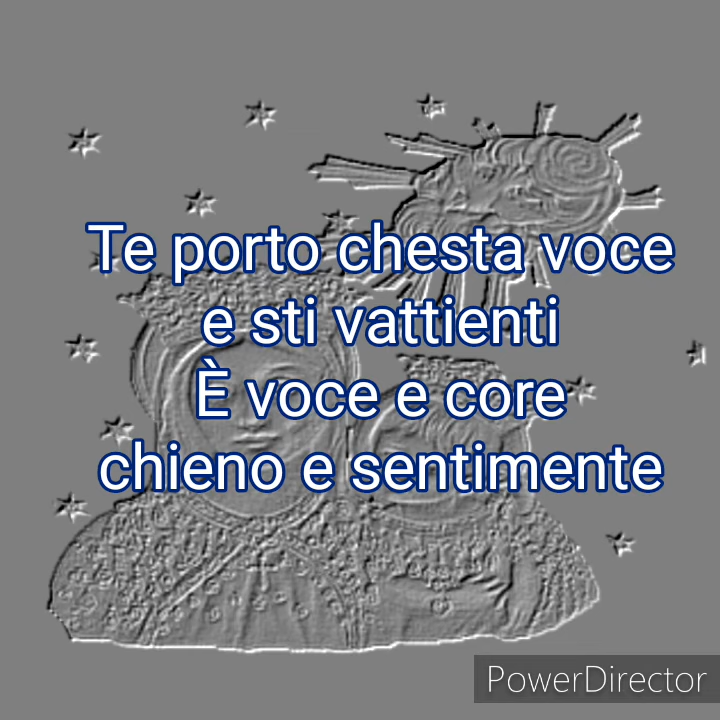 Te porto chesta voce
e sti vattienti
È voce e core
chieno e sentimente
PowerDirector